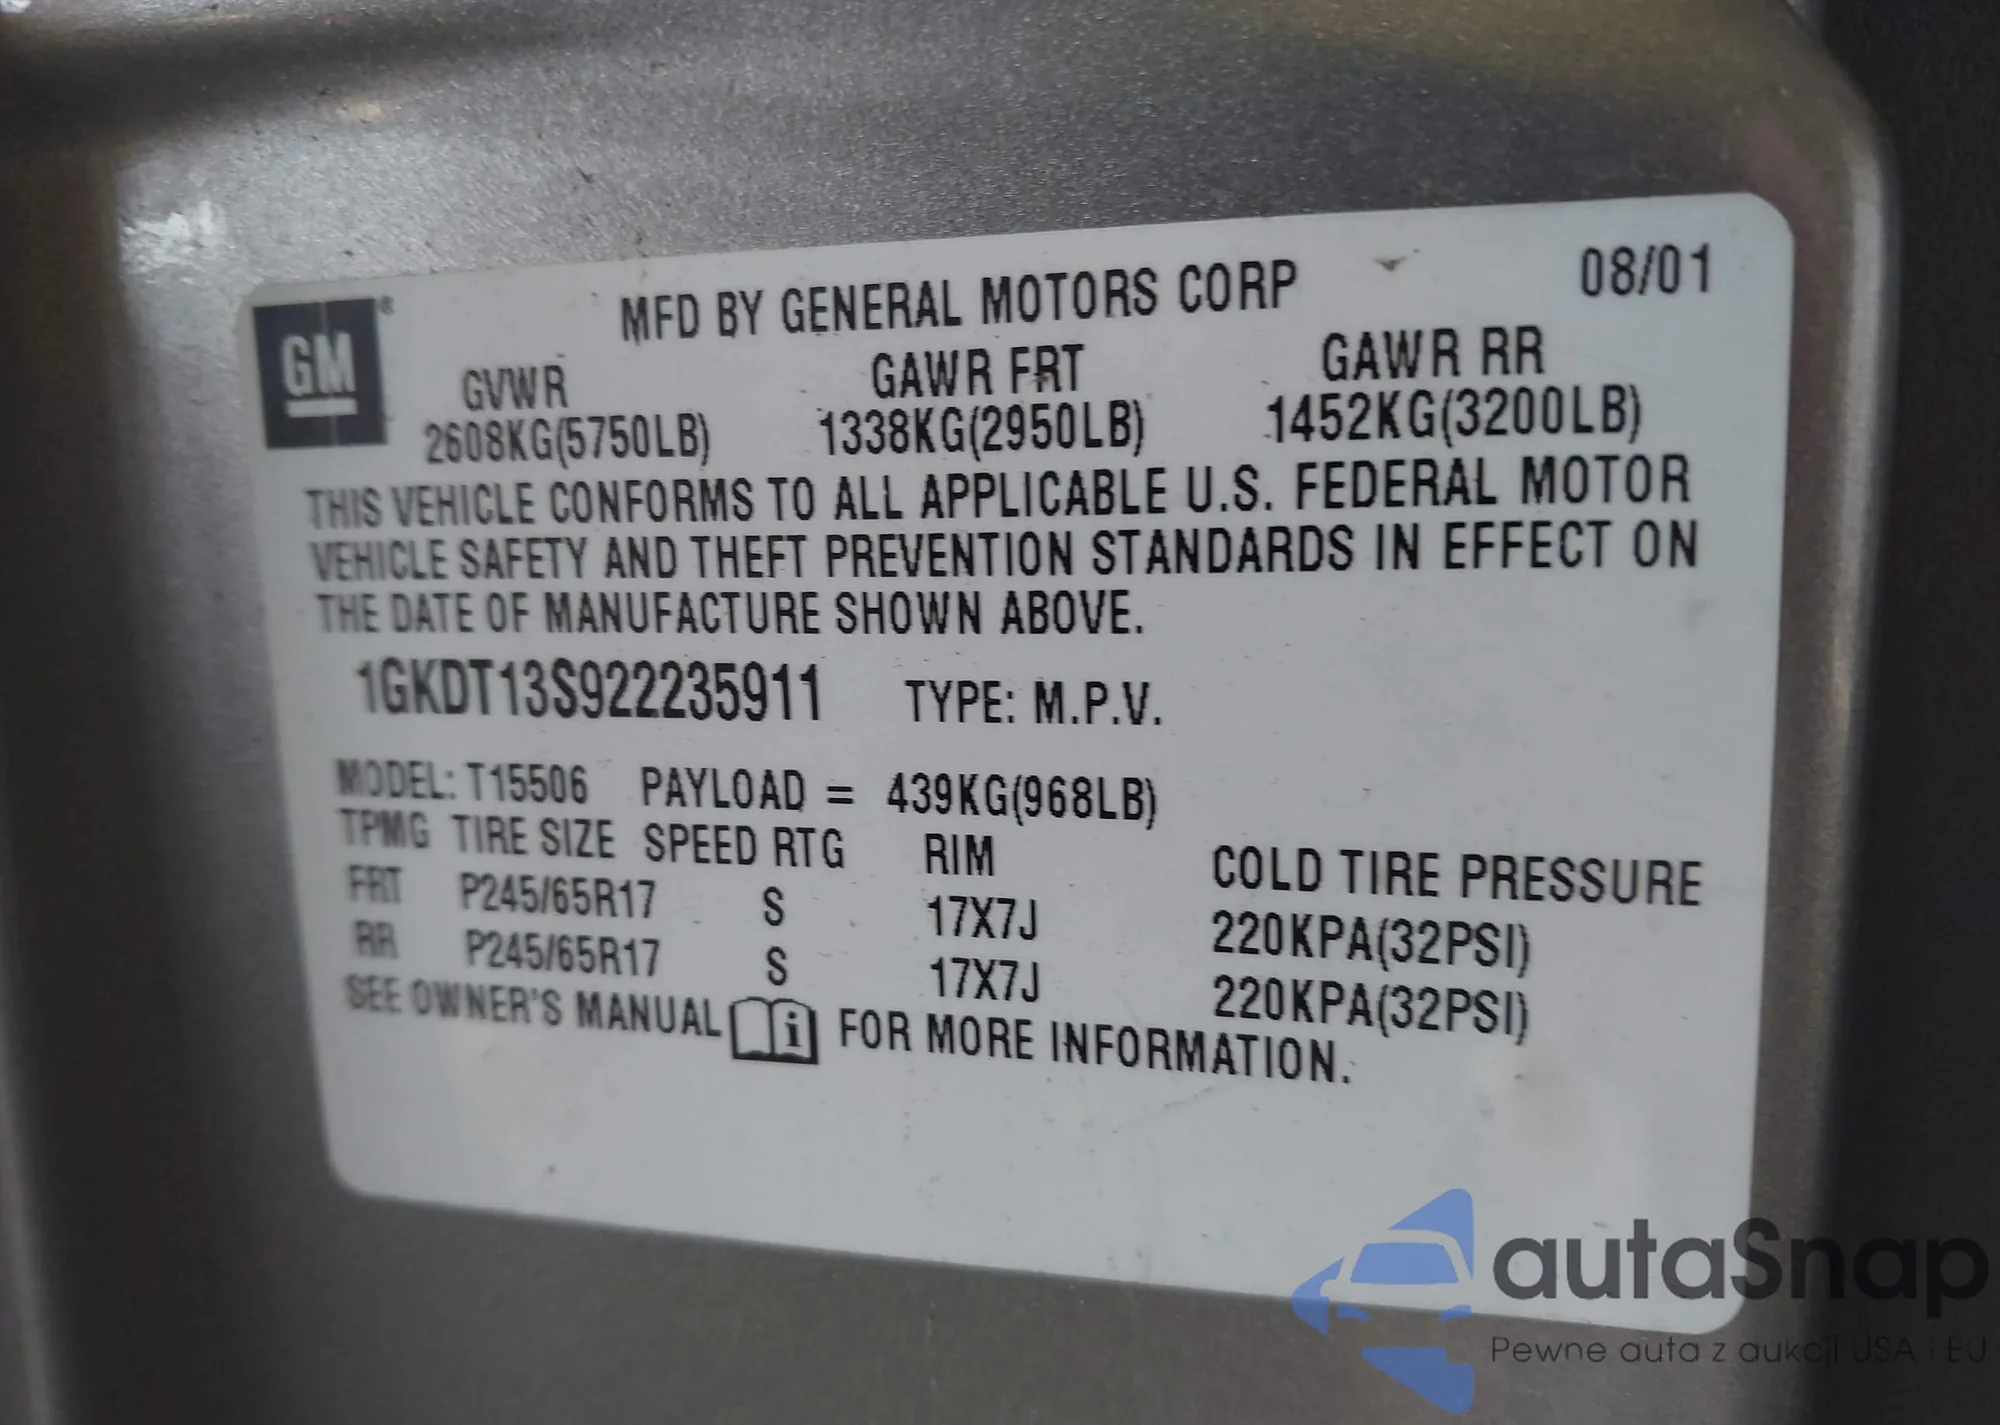 GM®
MFD BY GENERAL MOTORS CORP 08/01
GVWR GAWR FRT GAWR RR
2608KG(5750LB) 1338KG(2950LB) 1452KG(3200LB)
THIS VEHICLE CONFORMS TO ALL APPLICABLE U.S. FEDERAL MOTOR
VEHICLE SAFETY AND THEFT PREVENTION STANDARDS IN EFFECT ON
THE DATE OF MANUFACTURE SHOWN ABOVE.
1GKDT13S922235911 TYPE: M.P.V.
MODEL: T15506 PAYLOAD = 439KG(968LB)
TPMG TIRE SIZE SPEED RTG RIM COLD TIRE PRESSURE
FRT P245/65R17 S 17X7J 220KPA(32PSI)
RR P245/65R17 S 17X7J 220KPA(32PSI)
SEE OWNER'S MANUAL i FOR MORE INFORMATION.
autaSnap
Pewne auta z aukcji USA i EU